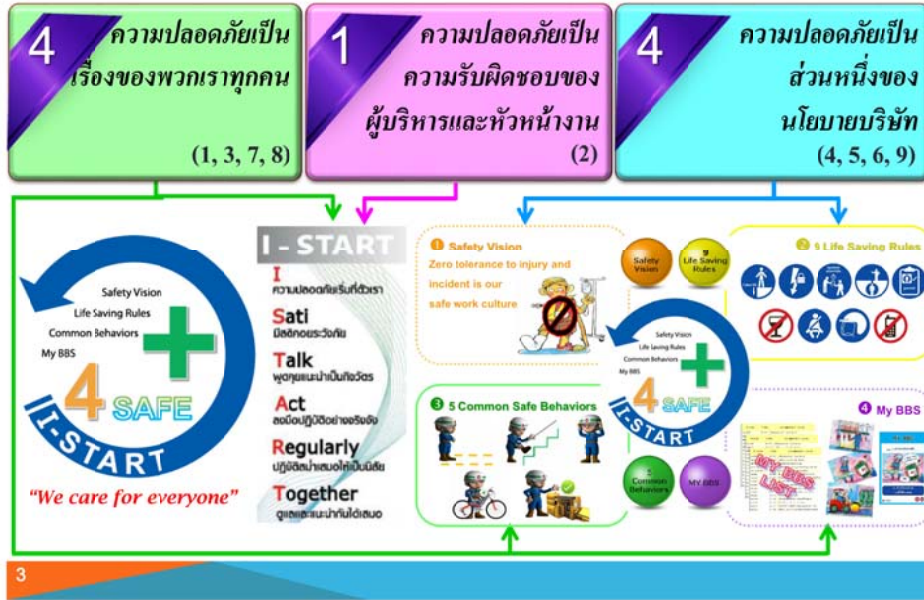 4
ความปลอดภัยเป็น
เรื่องของพวกเราทุกคน
(1, 3, 7, 8)
1
ความปลอดภัยเป็น
ความรับผิดชอบของ
ผู้บริหารและหัวหน้างาน
(2)
4
ความปลอดภัยเป็น
ส่วนหนึ่งของ
นโยบายบริษัท
(4, 5, 6, 9)
Safety Vision
Life Saving Rules
Common Behaviors
My BBS
4 SAFE
I-START
"We care for everyone"
I - START
I
ความปลอดภัยเริ่มที่ตัวเรา
Sati
มีสติคอยระวังภัย
Talk
พูดคุยแนะนำเป็นกิจวัตร
Act
ลงมือปฏิบัติอย่างจริงจัง
Regularly
ปฏิบัติสม่ำเสมอให้เป็นนิสัย
Together
ดูแลและแนะนำกันได้เสมอ
1 Safety Vision
Zero tolerance to injury and
incident is our
safe work culture
Safety
Vision
9
Life Saving
Rules
2 9 Life Saving Rules
Safety Vision
Life Saving Rules
Common Behaviors
My BBS
4 SAFE
I-START
3 5 Common Safe Behaviors
5
Common
Behaviors
MY BBS
4 My BBS
MY BBS
LIST
3